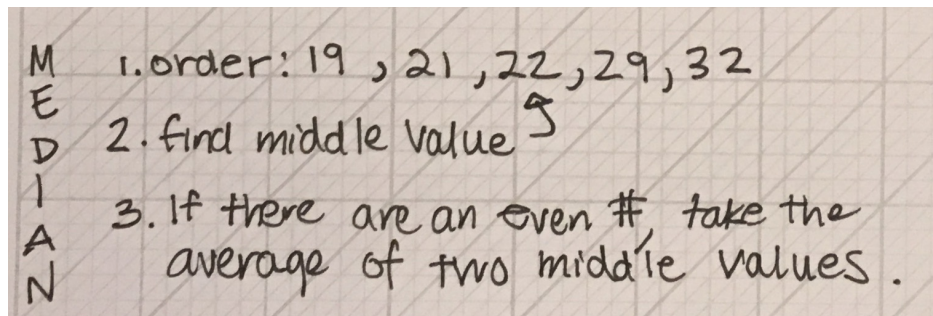 MEDIAN
1. order: 19, 21, 22, 29, 32
2. find middle value
3. If there are an even #, take the
average of two middle values.